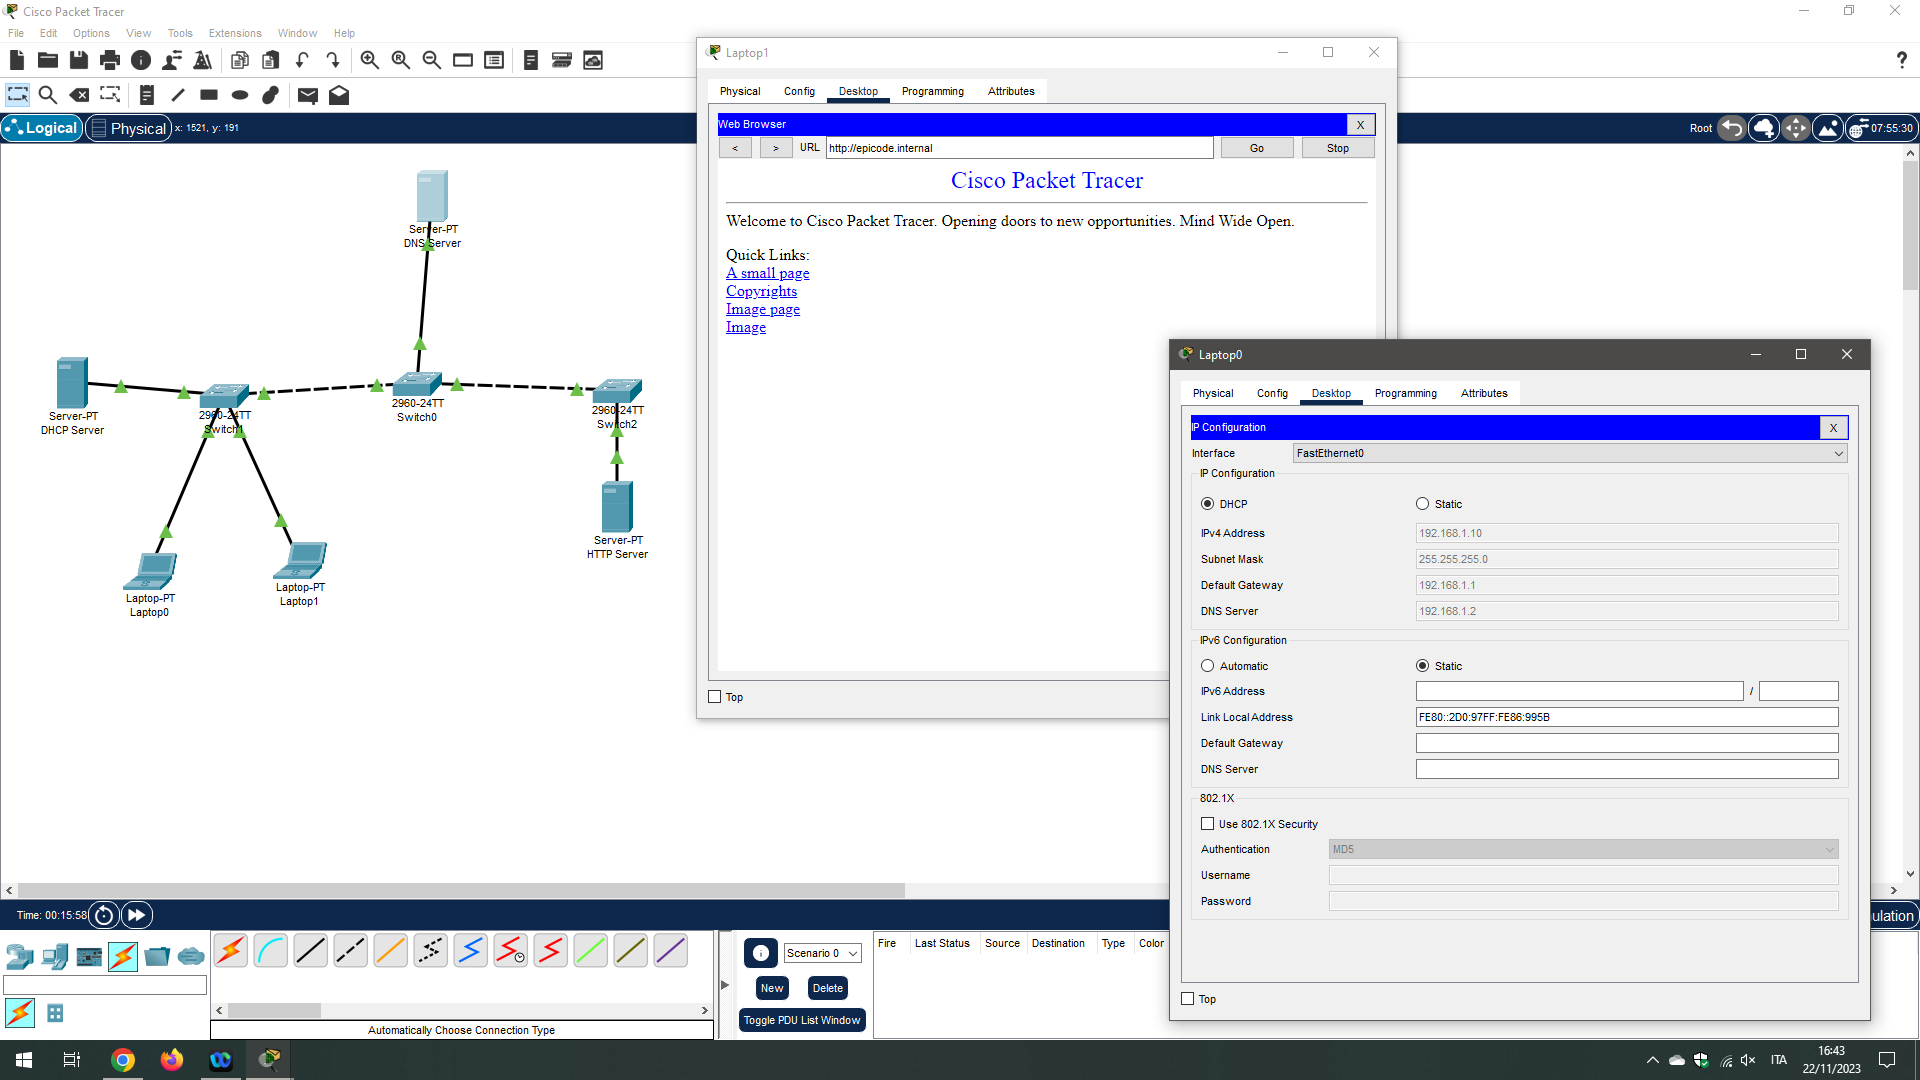 Cisco Packet Tracer
File Edit Options View Tools Extensions Window Help
Logical Physical x: 1521, y: 191
Root 07:55:30
Server-PT
DNS Server
Server-PT
DHCP Server
2960-24TT
Switch1
2960-24TT
Switch0
2960-24TT
Switch2
Server-PT
HTTP Server
Laptop-PT
Laptop0
Laptop-PT
Laptop1
Laptop1
Physical Config Desktop Programming Attributes
Web Browser X
< > URL http://epicode.internal Go Stop
Cisco Packet Tracer
Welcome to Cisco Packet Tracer. Opening doors to new opportunities. Mind Wide Open.
Quick Links:
A small page
Copyrights
Image page
Image
Top
Laptop0
Physical Config Desktop Programming Attributes
IP Configuration X
Interface FastEthernet0
IP Configuration
DHCP Static
IPv4 Address 192.168.1.10
Subnet Mask 255.255.255.0
Default Gateway 192.168.1.1
DNS Server 192.168.1.2
IPv6 Configuration
Automatic Static
IPv6 Address /
Link Local Address FE80::2D0:97FF:FE86:995B
Default Gateway
DNS Server
802.1X
Use 802.1X Security
Authentication MD5
Username
Password
Top
Time: 00:15:58
ulation
Scenario 0
New Delete
Toggle PDU List Window
Fire Last Status Source Destination Type Color
Automatically Choose Connection Type
ITA
16:43
22/11/2023